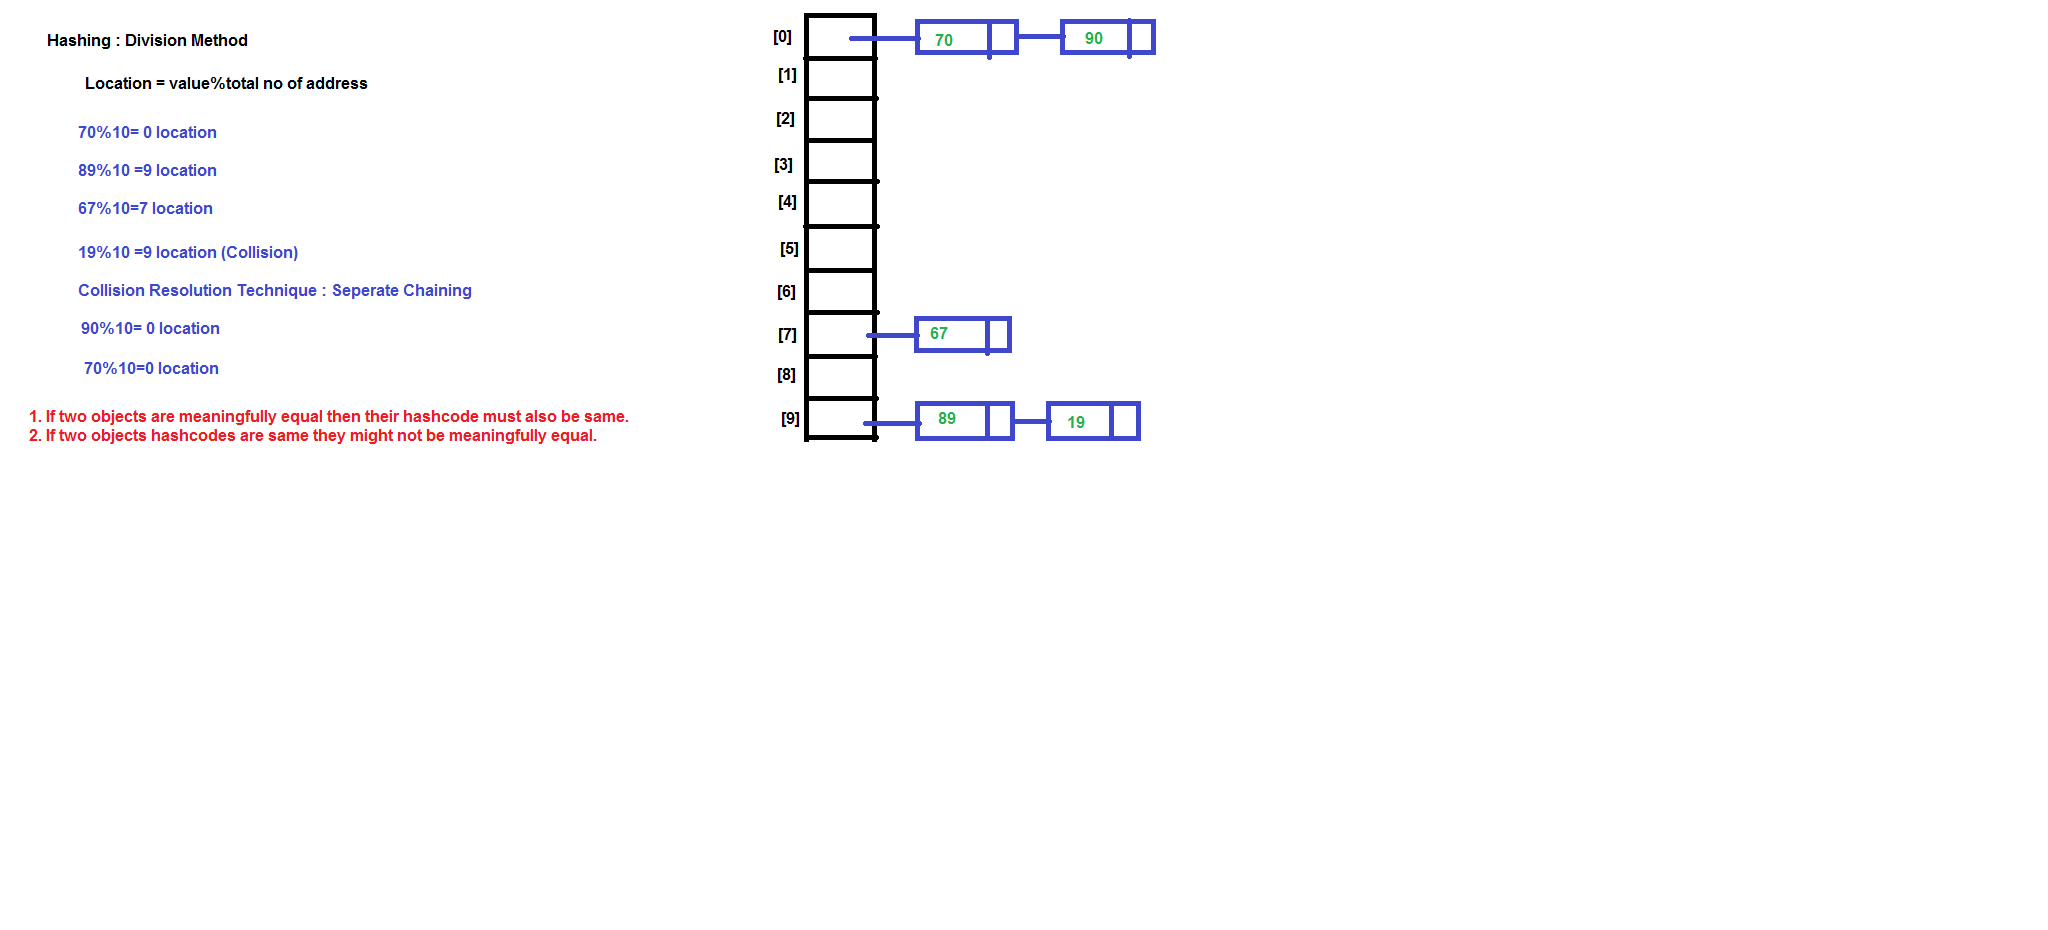 Hashing : Division Method
Location = value%total no of address
70%10= 0 location
89%10 =9 location
67%10=7 location
19%10 =9 location (Collision)
Collision Resolution Technique : Seperate Chaining
90%10= 0 location
70%10=0 location
1. If two objects are meaningfully equal then their hashcode must also be same.
2. If two objects hashcodes are same they might not be meaningfully equal.
[0] 70 90
[1]
[2]
[3]
[4]
[5]
[6]
[7] 67
[8]
[9] 89 19